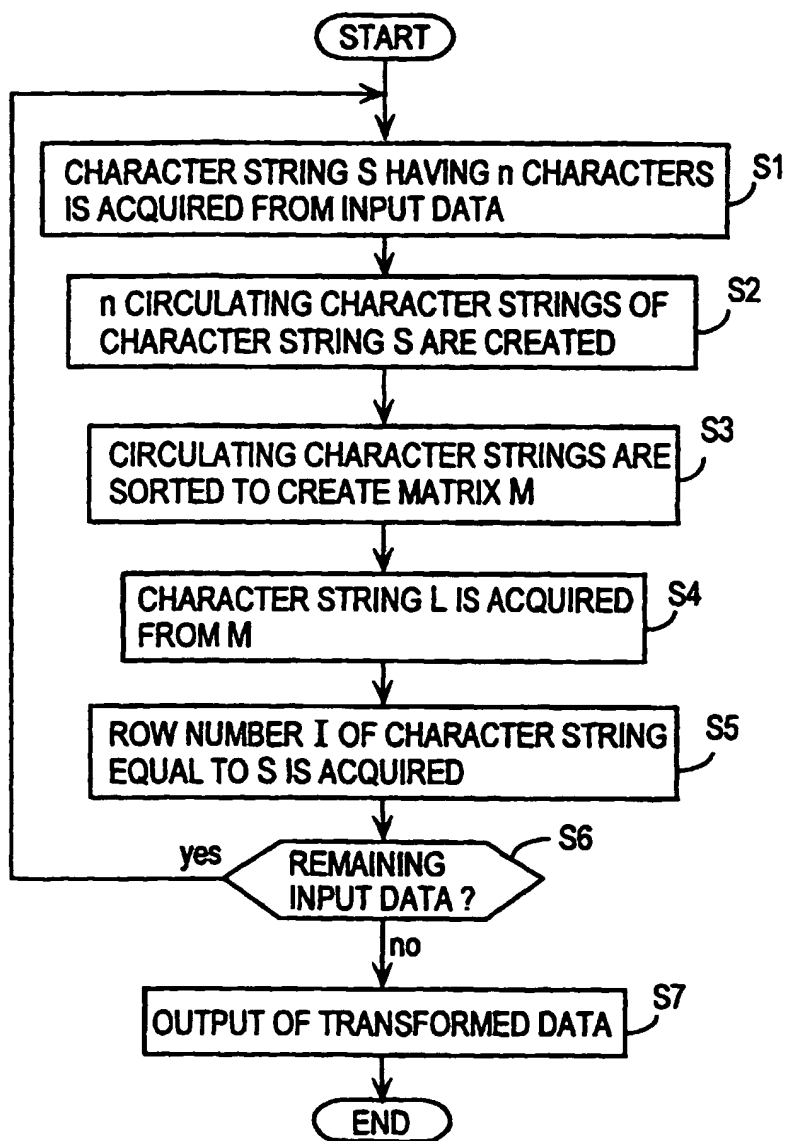 START
CHARACTER STRING S HAVING n CHARACTERS
IS ACQUIRED FROM INPUT DATA
S1
n CIRCULATING CHARACTER STRINGS OF
CHARACTER STRING S ARE CREATED
S2
CIRCULATING CHARACTER STRINGS ARE
SORTED TO CREATE MATRIX M
S3
CHARACTER STRING L IS ACQUIRED
FROM M
S4
ROW NUMBER I OF CHARACTER STRING
EQUAL TO S IS ACQUIRED
S5
yes
REMAINING
INPUT DATA ?
S6
no
OUTPUT OF TRANSFORMED DATA
S7
END